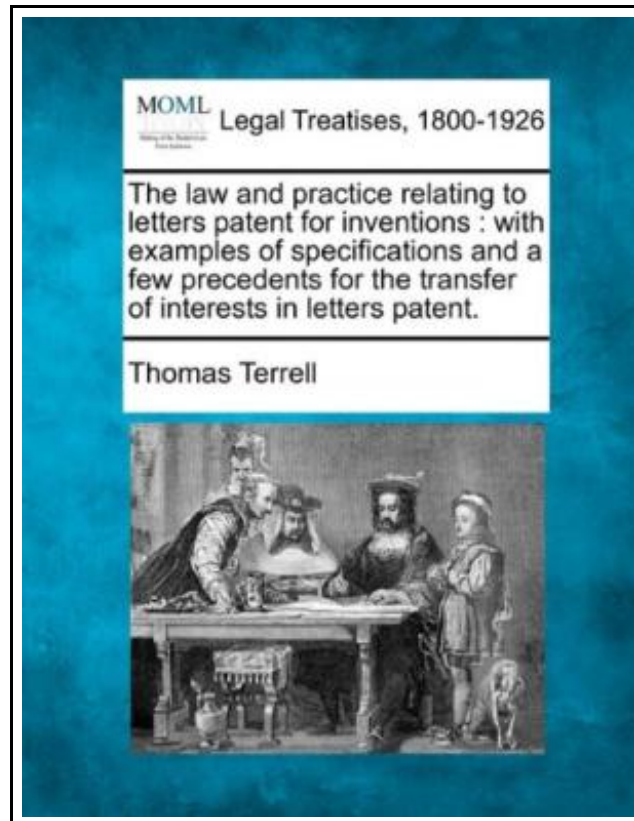 MOML
Legal Treatises, 1800-1926
The law and practice relating to
letters patent for inventions : with
examples of specifications and a
few precedents for the transfer
of interests in letters patent.
Thomas Terrell